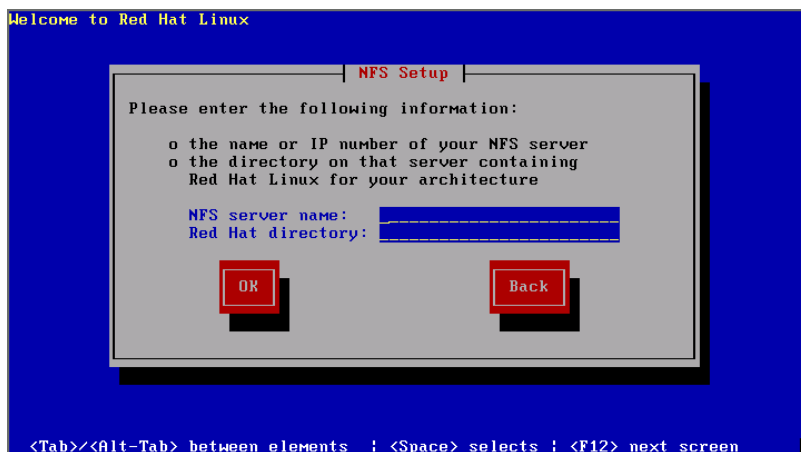 Welcome to Red Hat Linux
NFS Setup
Please enter the following information:
o the name or IP number of your NFS server
o the directory on that server containing
Red Hat Linux for your architecture
NFS server name:
Red Hat directory:
OK Back
<Tab>/<Alt-Tab> between elements | <Space> selects | <F12> next screen